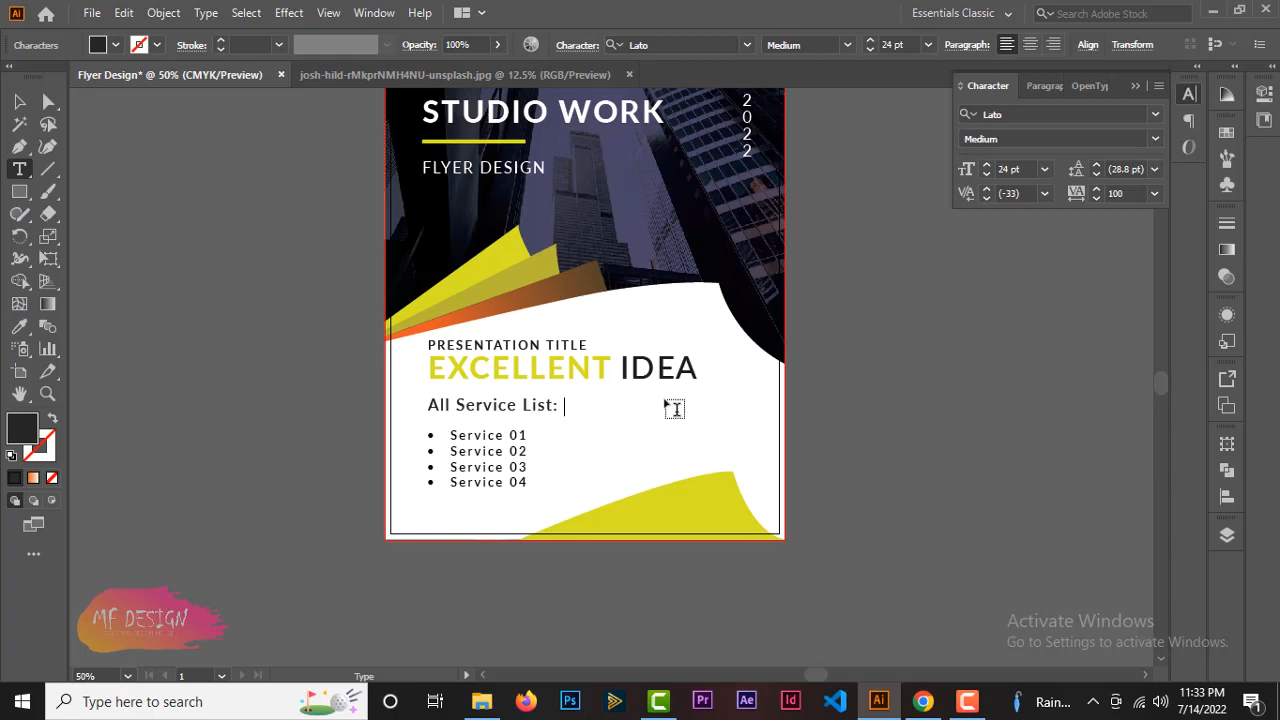 File Edit Object Type Select Effect View Window Help
Essentials Classic
Search Adobe Stock
Characters
Stroke:
Opacity: 100%
Character: Lato
Medium
24 pt
Paragraph:
Align
Transform
Flyer Design* @ 50% (CMYK/Preview)
josh-hild-rMkprNMH4NU-unsplash.jpg @ 12.5% (RGB/Preview)
Character Paragrap OpenTyp
Lato
Medium
24 pt (28.8 pt)
(-33) 100
STUDIO WORK
2
0
2
2
FLYER DESIGN
PRESENTATION TITLE
EXCELLENT IDEA
All Service List:
• Service 01
• Service 02
• Service 03
• Service 04
MF DESIGN
Activate Windows
Go to Settings to activate Windows.
50%
1
Type
Type here to search
Ps
Pr
Ae
Id
Ai
Rain...
11:33 PM
7/14/2022
1